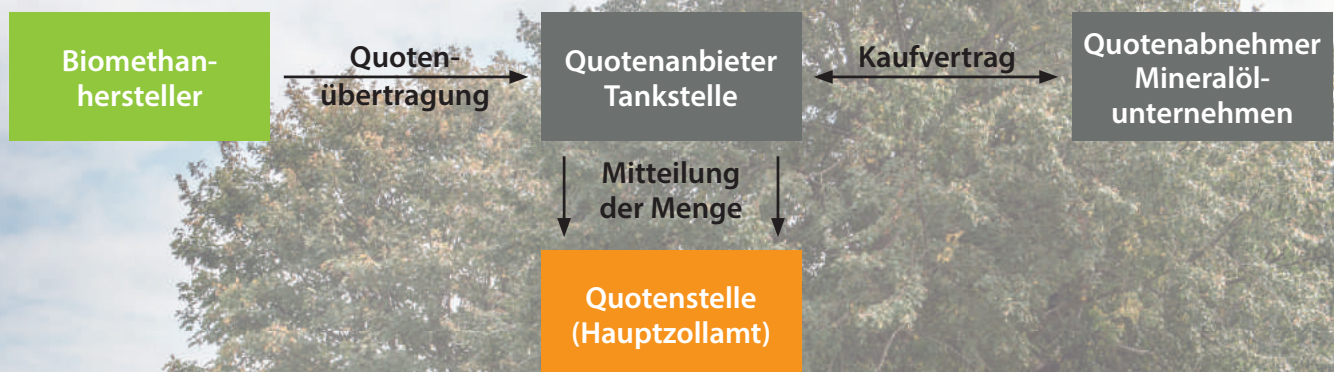 Biomethan-
hersteller
Quoten-
übertragung
Quotenanbieter
Tankstelle
Kaufvertrag
Quotenabnehmer
Mineralöl-
unternehmen
Mitteilung
der Menge
Quotenstelle
(Hauptzollamt)